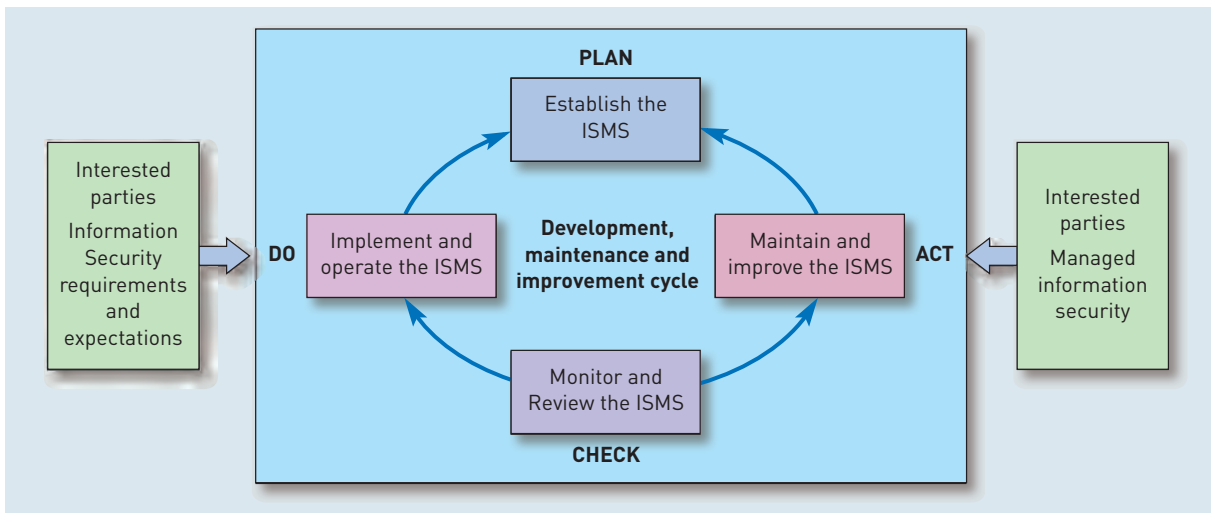 PLAN
Establish the
ISMS
Interested
parties
Information
Security
requirements
and
expectations
DO
Implement and
operate the ISMS
Development,
maintenance and
improvement cycle
Maintain and
improve the ISMS
ACT
Interested
parties
Managed
information
security
Monitor and
Review the ISMS
CHECK